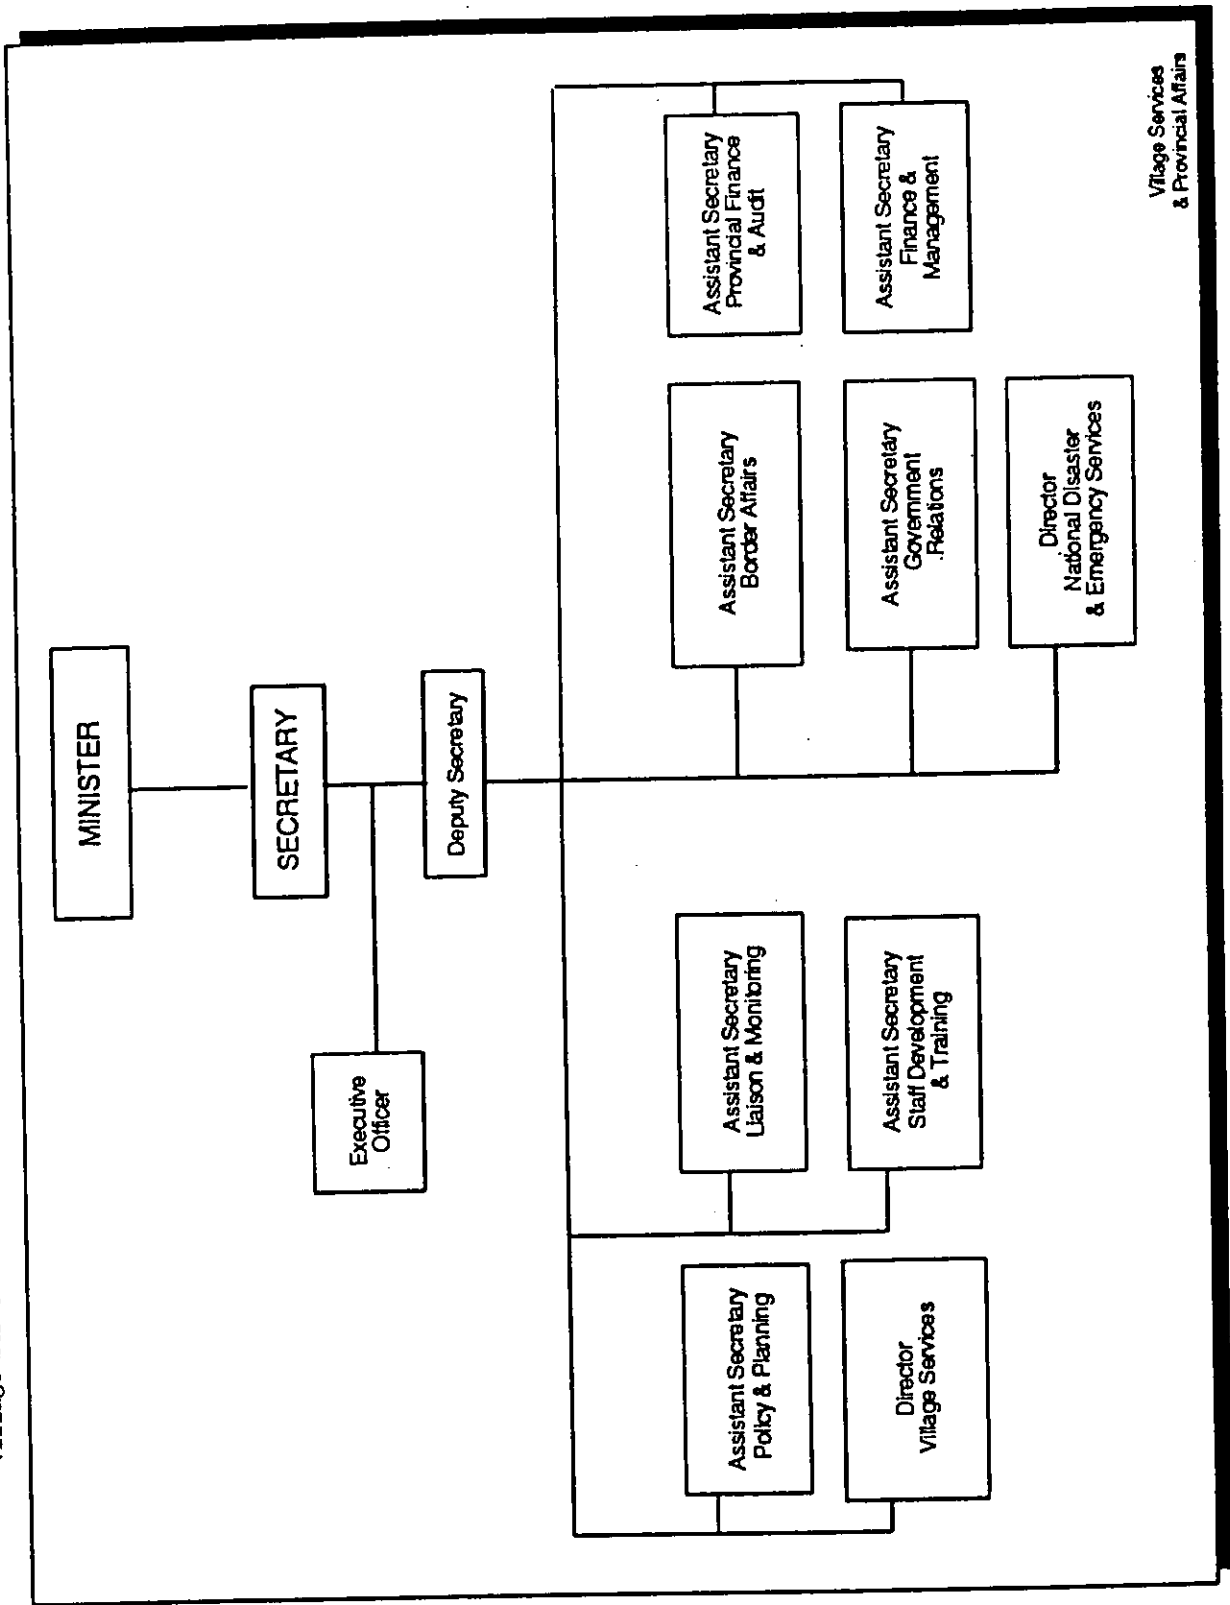 MINISTER
SECRETARY
Executive
Officer
Deputy Secretary
Assistant Secretary
Policy & Planning
Assistant Secretary
Liaison & Monitoring
Assistant Secretary
Border Affairs
Assistant Secretary
Provincial Finance
& Audit
Director
Village Services
Assistant Secretary
Staff Development
& Training
Assistant Secretary
Government
.Relations
Assistant Secretary
Finance &
Management
Director
National Disaster
& Emergency Services
Village Services
& Provincial Affairs